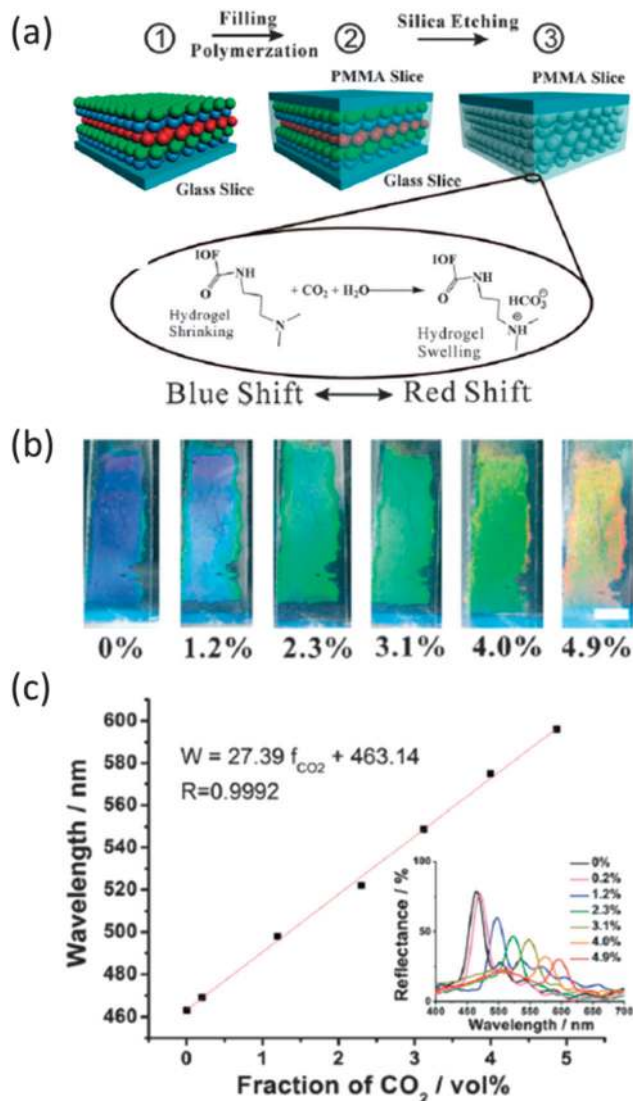 (a)
① Filling Polymerzation ② Silica Etching ③
PMMA Slice
PMMA Slice
Glass Slice
Glass Slice
IOF
NH
O
N
Hydrogel
Shrinking
+ CO₂ + H₂O
IOF
NH
O
HCO₃⊖
⊕
NH
Hydrogel
Swelling
Blue Shift ↔ Red Shift
(b)
0% 1.2% 2.3% 3.1% 4.0% 4.9%
(c)
Wavelength / nm
600
580
560
540
520
500
480
460
W = 27.39 f_CO2 + 463.14
R=0.9992
0 1 2 3 4 5
Fraction of CO₂ / vol%
Reflectance / %
100
50
0
400 450 500 550 600 650 700
Wavelength / nm
0%
0.2%
1.2%
2.3%
3.1%
4.0%
4.9%